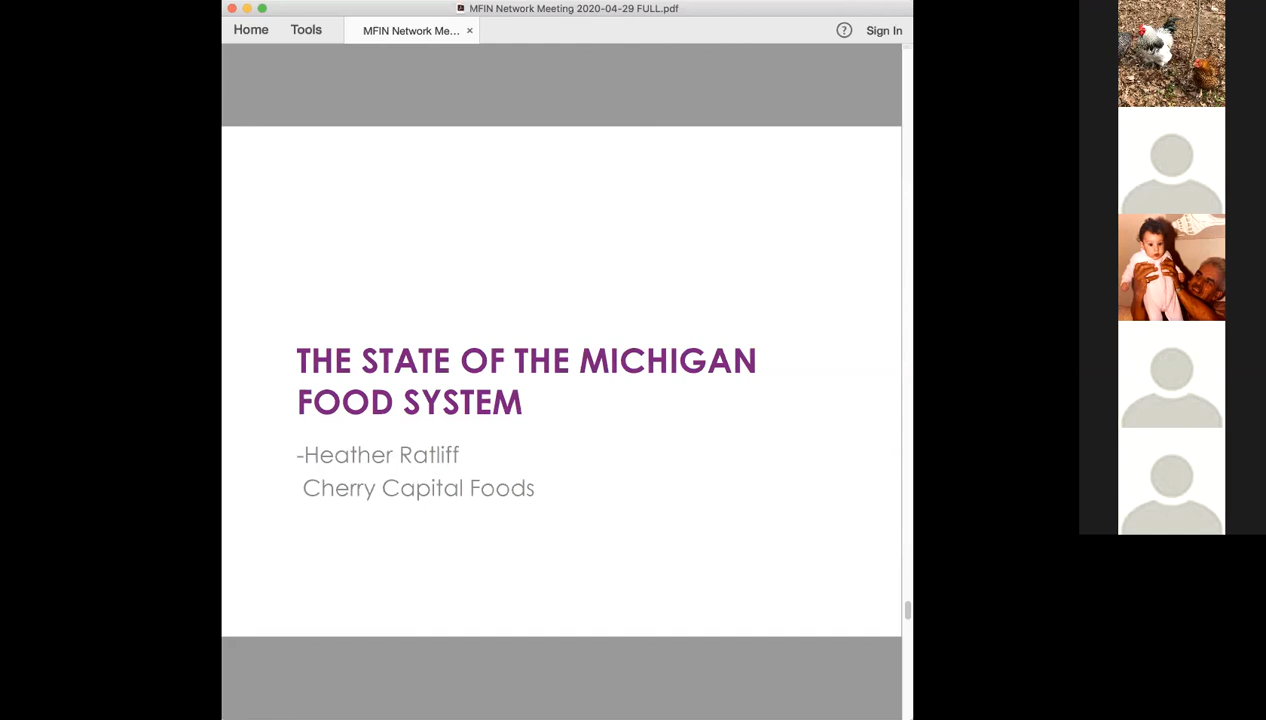 MFIN Network Meeting 2020-04-29 FULL.pdf
Home Tools MFIN Network Me... × ? Sign In
THE STATE OF THE MICHIGAN
FOOD SYSTEM
-Heather Ratliff
Cherry Capital Foods